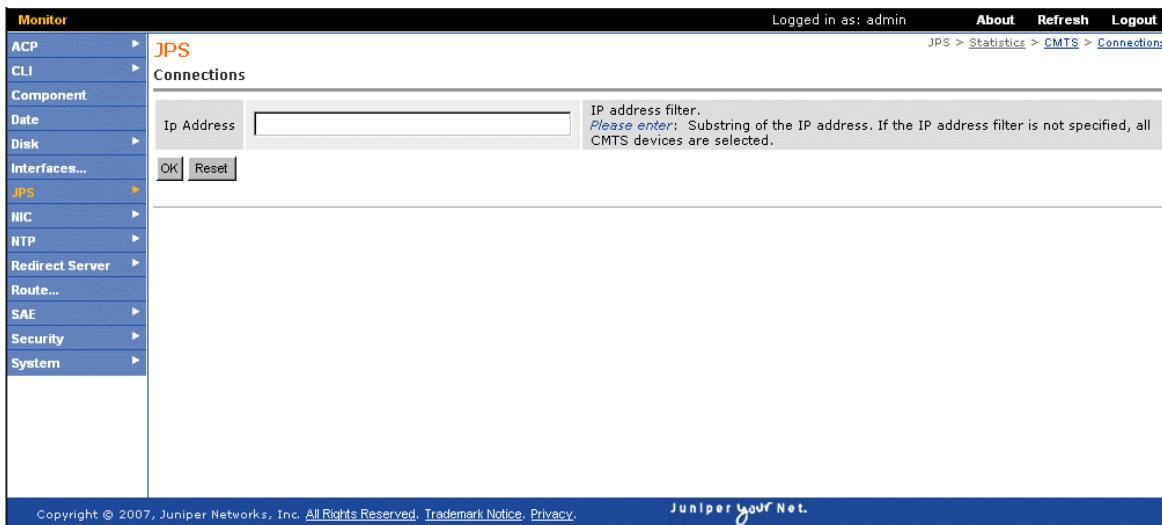 Monitor
Logged in as: admin
About
Refresh
Logout
JPS > Statistics > CMTS > Connections
ACP
CLI
Component
Date
Disk
Interfaces...
JPS
NIC
NTP
Redirect Server
Route...
SAE
Security
System
JPS
Connections
Ip Address
IP address filter.
Please enter: Substring of the IP address. If the IP address filter is not specified, all
CMTS devices are selected.
OK
Reset
Copyright © 2007, Juniper Networks, Inc. All Rights Reserved. Trademark Notice. Privacy.
Juniper your Net.